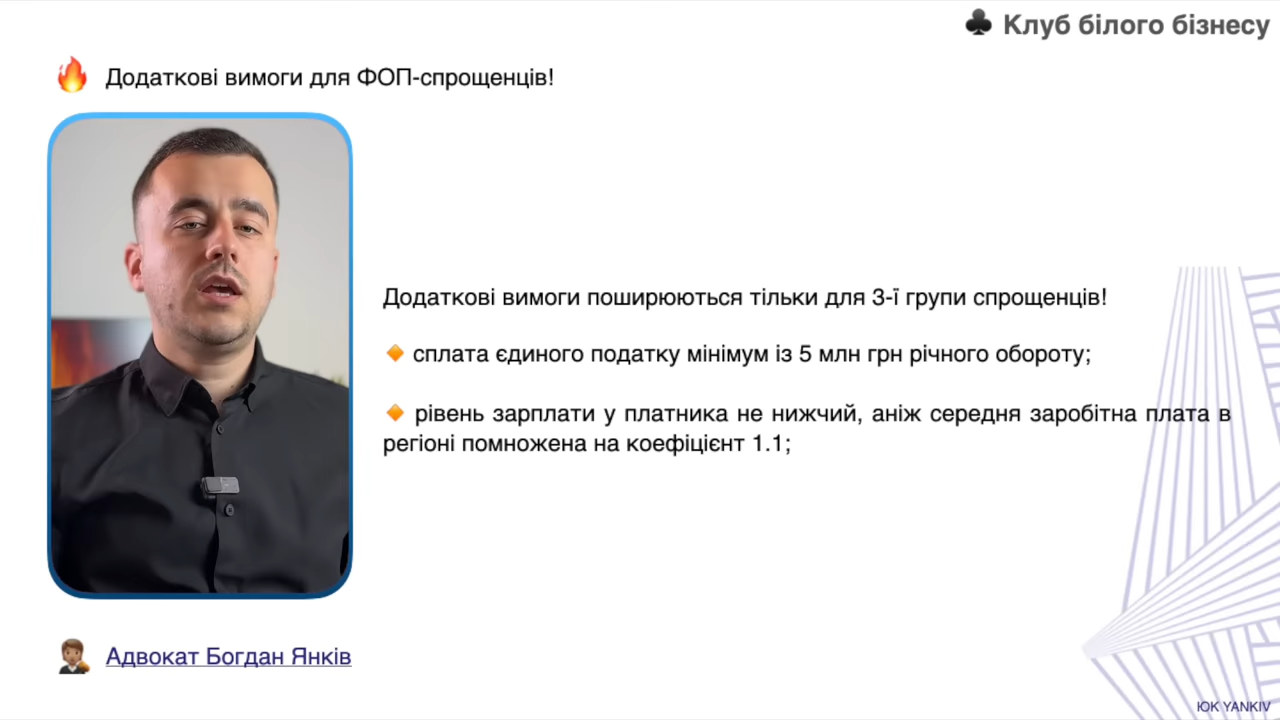 Клуб білого бізнесу
Додаткові вимоги для ФОП-спрощенців!
Додаткові вимоги поширюються тільки для 3-ї групи спрощенців!
сплата єдиного податку мінімум із 5 млн грн річного обороту;
рівень зарплати у платника не нижчий, аніж середня заробітна плата в
регіоні помножена на коефіцієнт 1.1;
Адвокат Богдан Янків
ЮК YANKIV